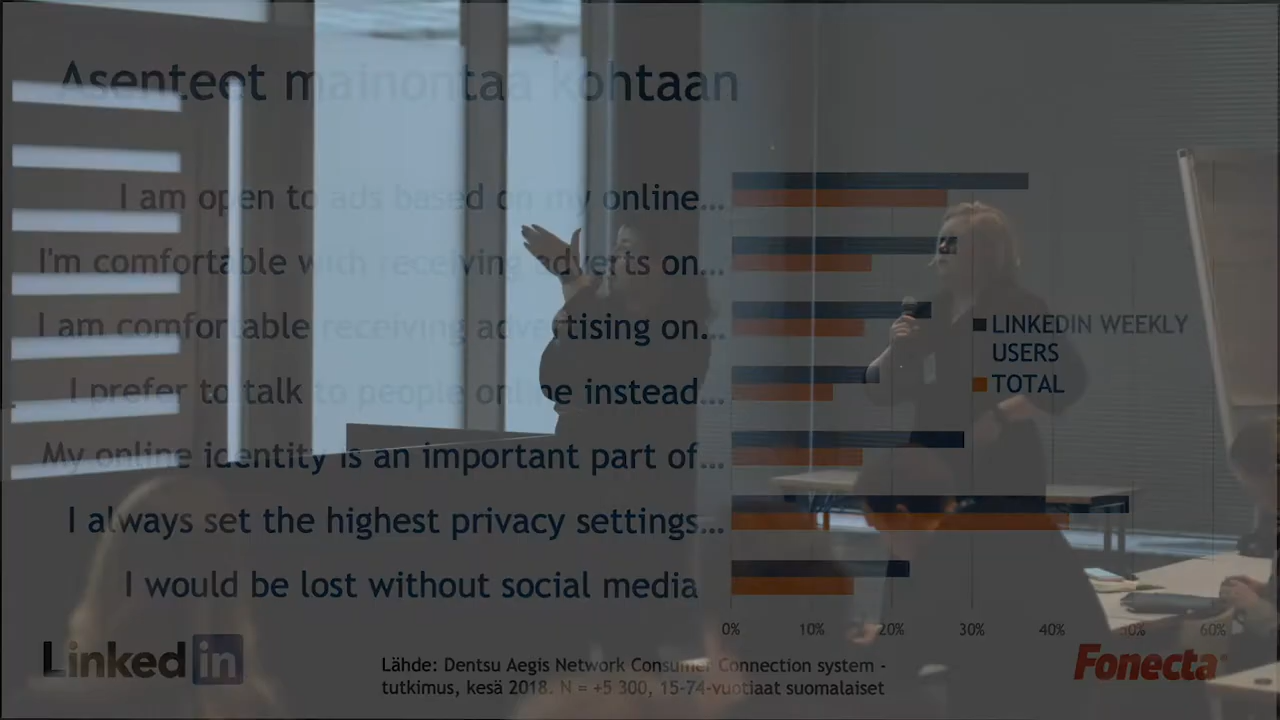 Asenteet mainontaa kohtaan
I am open to ads based on my online...
I'm comfortable with receiving adverts on...
I am comfortable receiving advertising on...
I prefer to talk to people online instead...
My online identity is an important part of...
I always set the highest privacy settings...
I would be lost without social media
LINKEDIN WEEKLY
USERS
TOTAL
0% 10% 20% 30% 40% 50% 60%
Linkedin
Lähde: Dentsu Aegis Network Consumer Connection system -
tutkimus, kesä 2018. N = +5 300, 15-74-vuotiaat suomalaiset
Fonecta